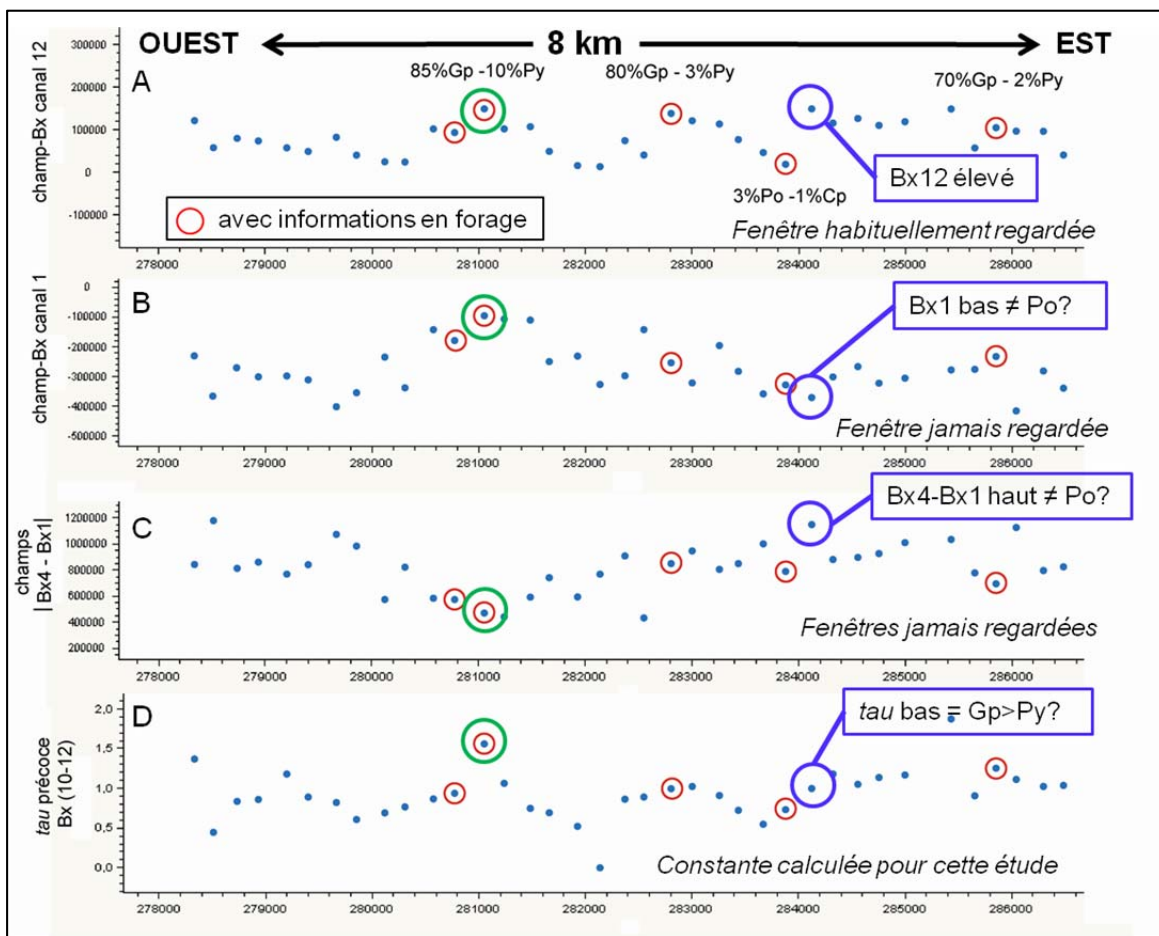 OUEST 8 km EST
A
champ-Bx canal 12
300000
200000
100000
0
-100000
85%Gp -10%Py
80%Gp - 3%Py
70%Gp - 2%Py
3%Po -1%Cp
Bx12 élevé
avec informations en forage
Fenêtre habituellement regardée
278000 279000 280000 281000 282000 283000 284000 285000 286000
B
champ-Bx canal 1
0
-100000
-200000
-300000
-400000
-500000
Bx1 bas ≠ Po?
Fenêtre jamais regardée
278000 279000 280000 281000 282000 283000 284000 285000 286000
C
champs
| Bx4 - Bx1|
1200000
1000000
800000
600000
400000
200000
Bx4-Bx1 haut ≠ Po?
Fenêtres jamais regardées
278000 279000 280000 281000 282000 283000 284000 285000 286000
D
tau précoce
Bx (10-12)
2,0
1,5
1,0
0,5
0,0
tau bas = Gp>Py?
Constante calculée pour cette étude
278000 279000 280000 281000 282000 283000 284000 285000 286000